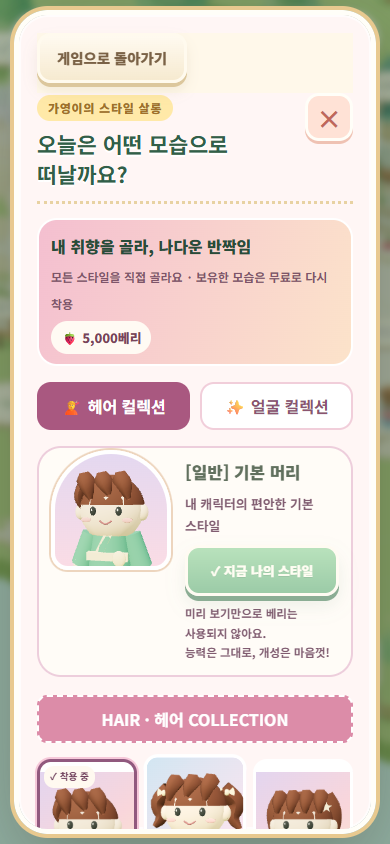 게임으로 돌아가기
가영이의 스타일 살롱
오늘은 어떤 모습으로
떠날까요?
내 취향을 골라, 나다운 반짝임
모든 스타일을 직접 골라요 · 보유한 모습은 무료로 다시
착용
5,000베리
헤어 컬렉션
얼굴 컬렉션
[일반] 기본 머리
내 캐릭터의 편안한 기본
스타일
✓ 지금 나의 스타일
미리 보기만으로 베리는
사용되지 않아요.
능력은 그대로, 개성은 마음껏!
HAIR · 헤어 COLLECTION
✓ 착용 중